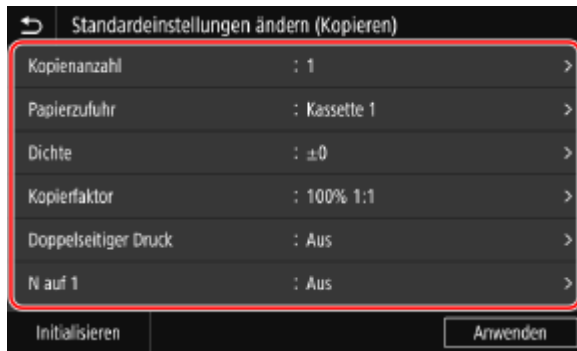 Standardeinstellungen ändern (Kopieren)
Kopienanzahl : 1
Papierzufuhr : Kassette 1
Dichte : ±0
Kopierfaktor : 100% 1:1
Doppelseitiger Druck : Aus
N auf 1 : Aus
Initialisieren Anwenden